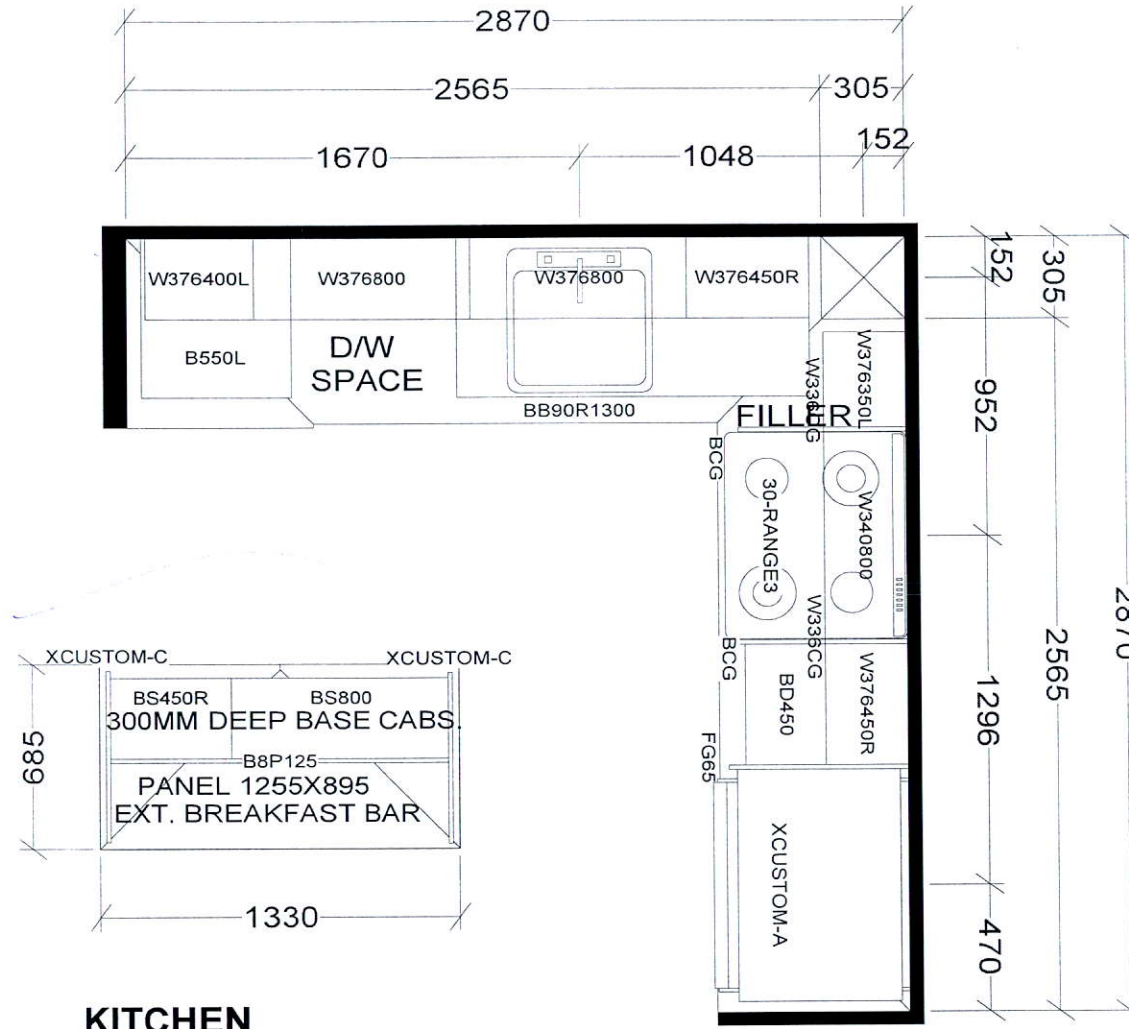 2870
2565
305
1670
1048
152
W376400L
W376800
W376800
W376450R
B550L
D/W
SPACE
BB90R1300
FILLER
W376350L
BCG
30-RANGE3
W340800
W336CG
BCG
BD450
W376450R
FG65
XCUSTOM-A
152
305
952
2565
1296
470
2870
XCUSTOM-C
XCUSTOM-C
BS450R
BS800
300MM DEEP BASE CABS.
B8P125
PANEL 1255X895
EXT. BREAKFAST BAR
685
1330
KITCHEN